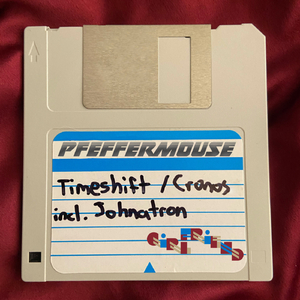 PFEFFERMOUSE
Timeshift / Cronos
incl. Johnatron